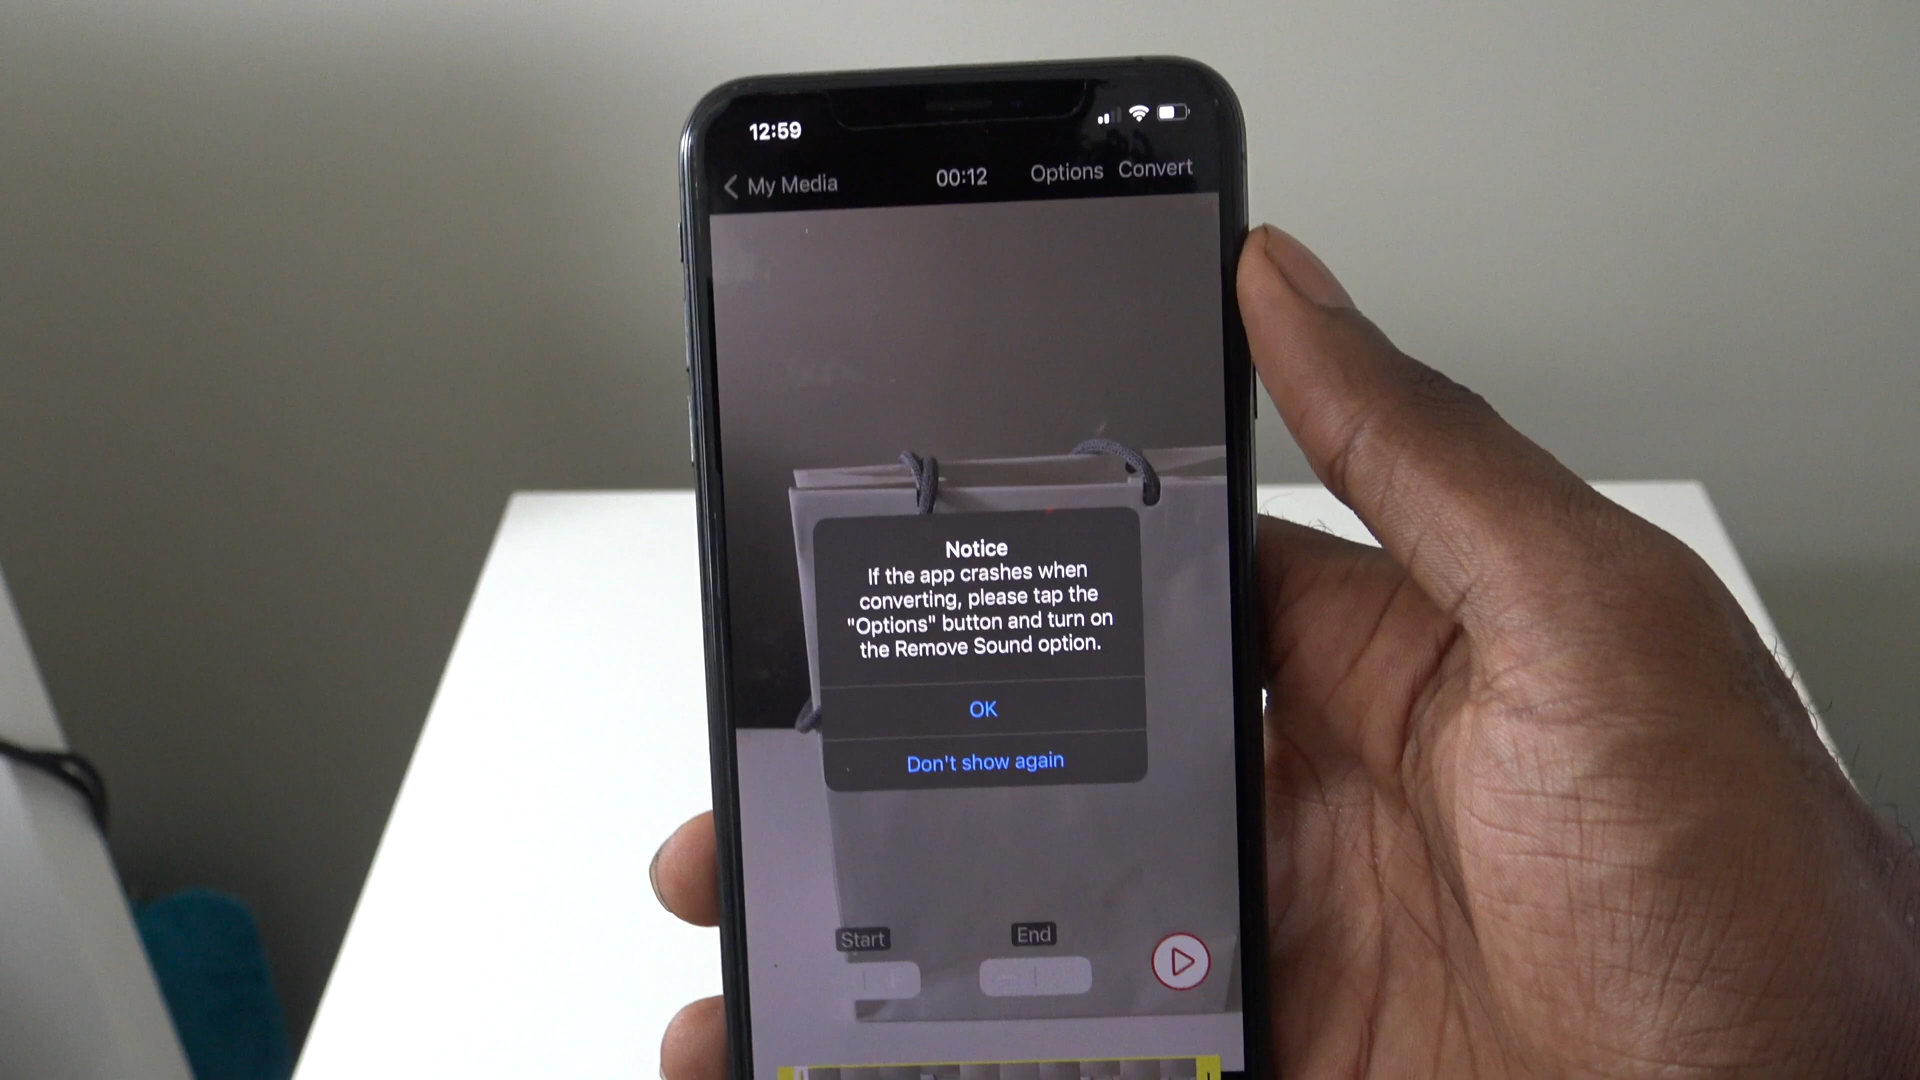 12:59
My Media 00:12 Options Convert
Notice
If the app crashes when
converting, please tap the
"Options" button and turn on
the Remove Sound option.
OK
Don't show again
Start End